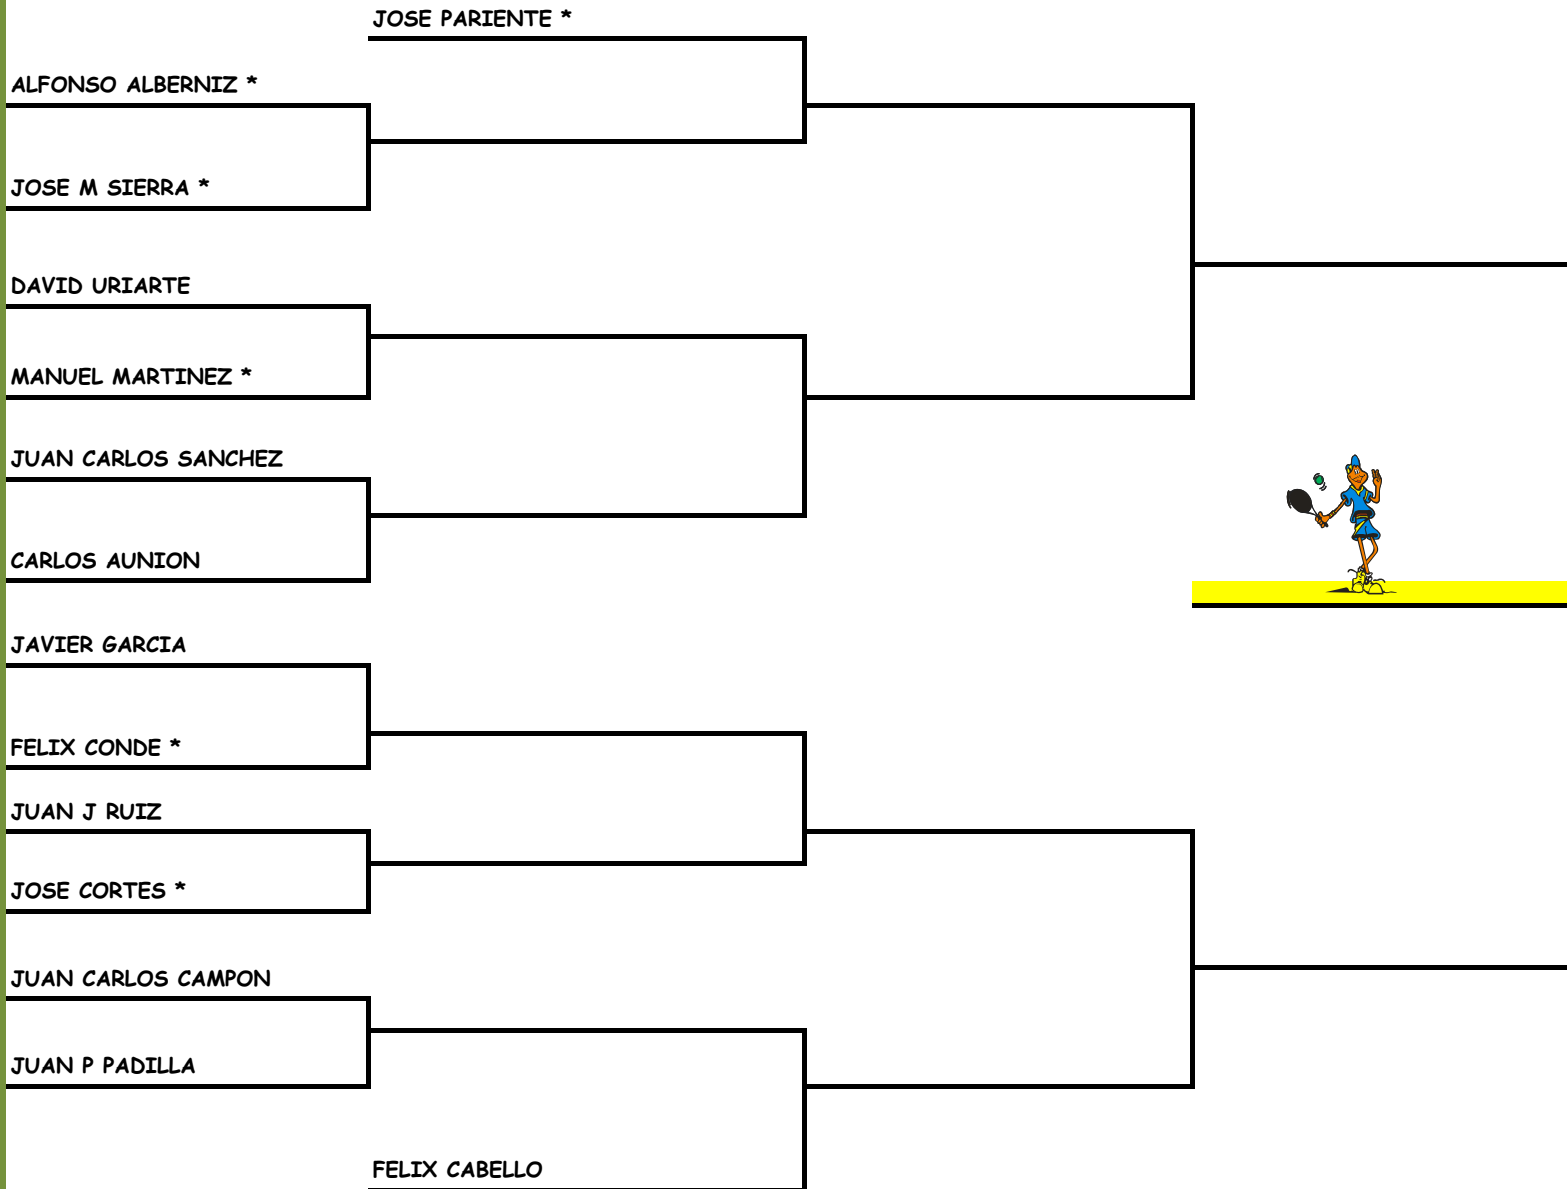 JOSE PARIENTE *
ALFONSO ALBERNIZ *
JOSE M SIERRA *
DAVID URIARTE
MANUEL MARTINEZ *
JUAN CARLOS SANCHEZ
CARLOS AUNION
JAVIER GARCIA
FELIX CONDE *
JUAN J RUIZ
JOSE CORTES *
JUAN CARLOS CAMPON
JUAN P PADILLA
FELIX CABELLO